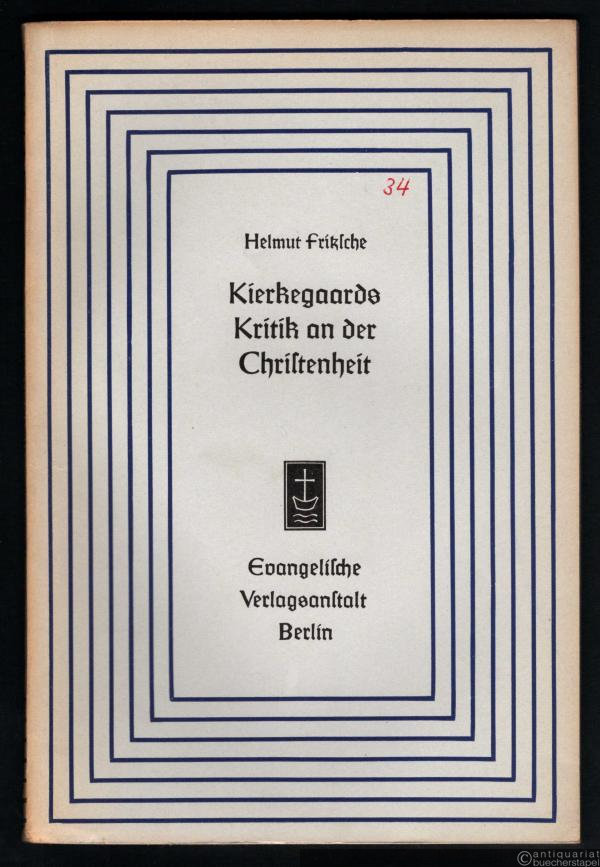 34
Helmut Fritzſche
Kierkegaards
Kritik an der
Chriſtenheit
Evangeliſche
Verlagsanſtalt
Berlin
©antiquariat
buecherstapel